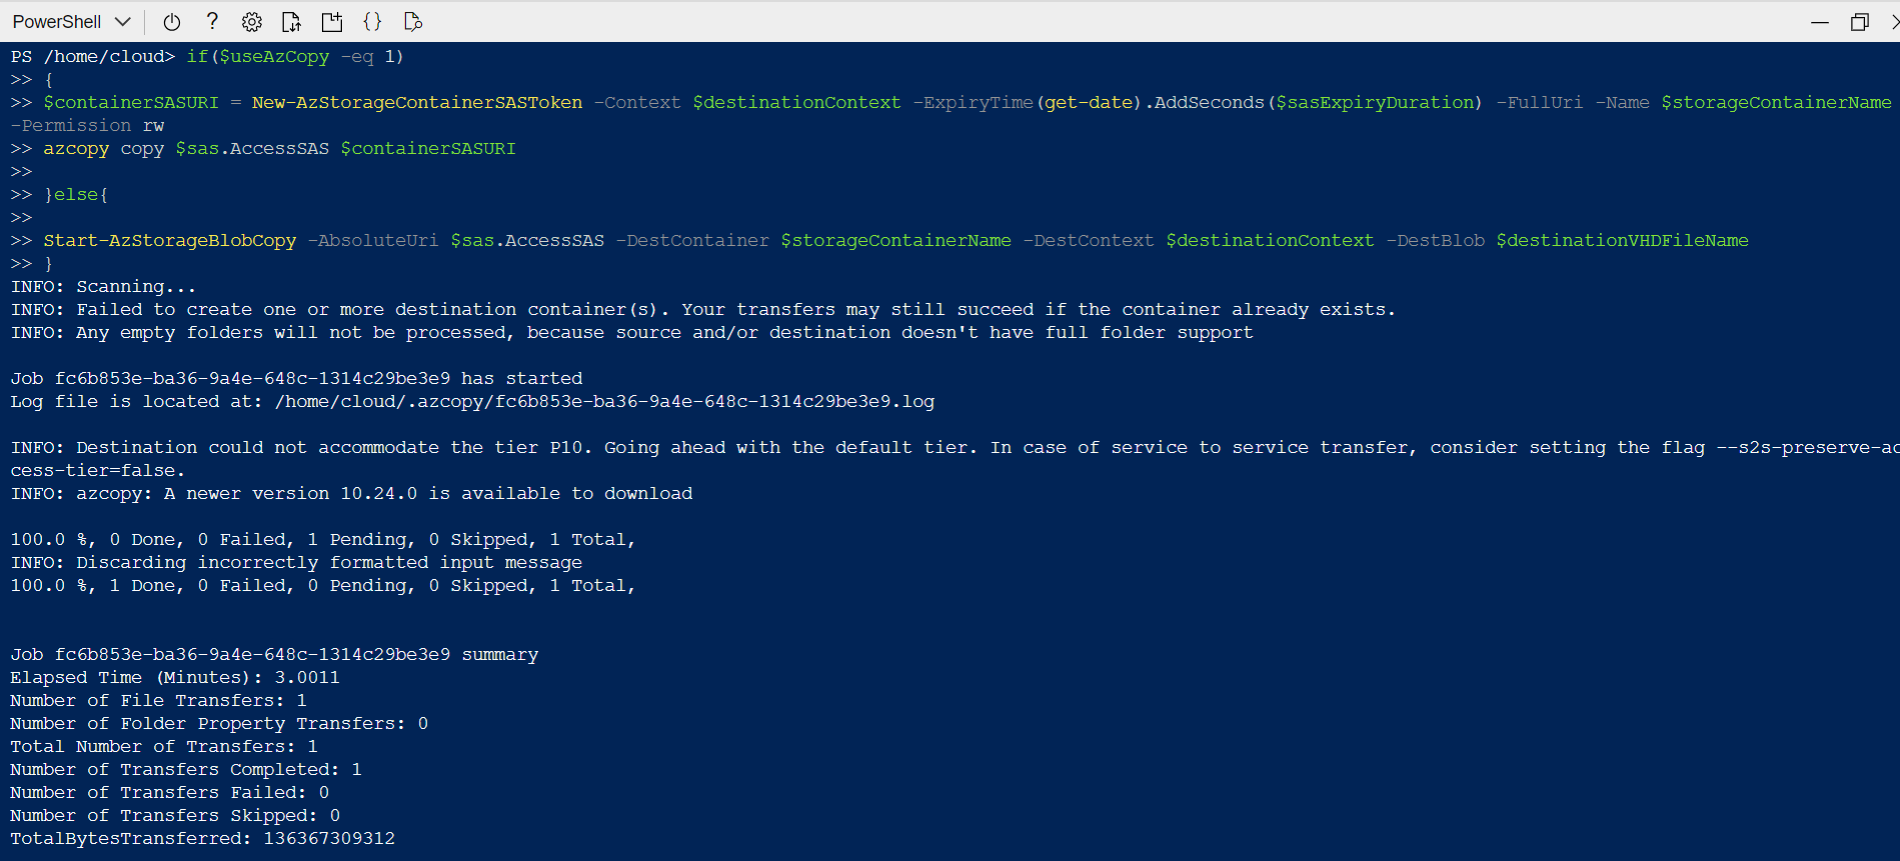 PowerShell
PS /home/cloud> if($useAzCopy -eq 1)
>> {
>> $containerSASURI = New-AzStorageContainerSASToken -Context $destinationContext -ExpiryTime(get-date).AddSeconds($sasExpiryDuration) -FullUri -Name $storageContainerName
-Permission rw
>> azcopy copy $sas.AccessSAS $containerSASURI
>>
>> }else{
>>
>> Start-AzStorageBlobCopy -AbsoluteUri $sas.AccessSAS -DestContainer $storageContainerName -DestContext $destinationContext -DestBlob $destinationVHDFileName
>> }
INFO: Scanning...
INFO: Failed to create one or more destination container(s). Your transfers may still succeed if the container already exists.
INFO: Any empty folders will not be processed, because source and/or destination doesn't have full folder support
Job fc6b853e-ba36-9a4e-648c-1314c29be3e9 has started
Log file is located at: /home/cloud/.azcopy/fc6b853e-ba36-9a4e-648c-1314c29be3e9.log
INFO: Destination could not accommodate the tier P10. Going ahead with the default tier. In case of service to service transfer, consider setting the flag --s2s-preserve-ac
cess-tier=false.
INFO: azcopy: A newer version 10.24.0 is available to download
100.0 %, 0 Done, 0 Failed, 1 Pending, 0 Skipped, 1 Total,
INFO: Discarding incorrectly formatted input message
100.0 %, 1 Done, 0 Failed, 0 Pending, 0 Skipped, 1 Total,
Job fc6b853e-ba36-9a4e-648c-1314c29be3e9 summary
Elapsed Time (Minutes): 3.0011
Number of File Transfers: 1
Number of Folder Property Transfers: 0
Total Number of Transfers: 1
Number of Transfers Completed: 1
Number of Transfers Failed: 0
Number of Transfers Skipped: 0
TotalBytesTransferred: 136367309312